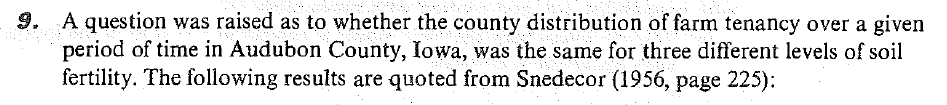 9. A question was raised as to whether the county distribution of farm tenancy over a given
period of time in Audubon County, Iowa, was the same for three different levels of soil
fertility. The following results are quoted from Snedecor (1956, page 225):